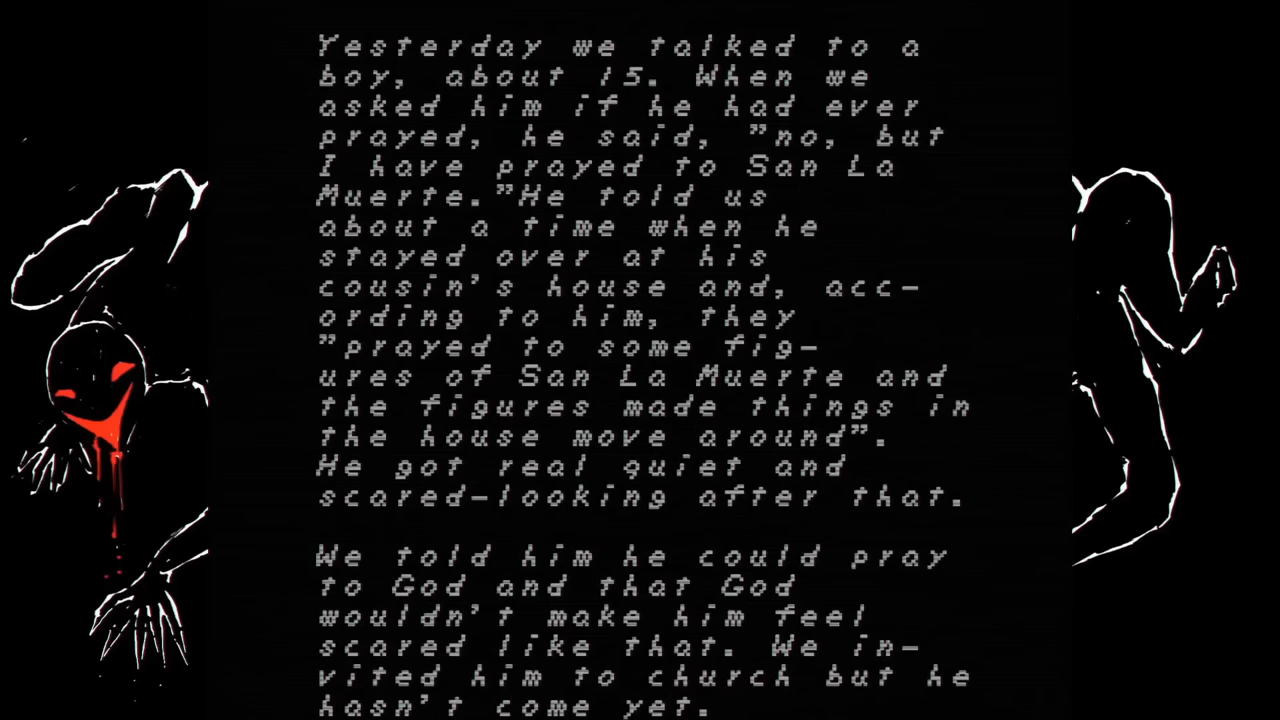 Yesterday we talked to a
boy, about 15. When we
asked him if he had ever
prayed, he said, "no, but
I have prayed to San La
Muerte."He told us
about a time when he
stayed over at his
cousin's house and, acc-
ording to him, they
"prayed to some fig-
ures of San La Muerte and
the figures made things in
the house move around".
He got real quiet and
scared-looking after that.
We told him he could pray
to God and that God
wouldn't make him feel
scared like that. We in-
vited him to church but he
hasn't come yet.